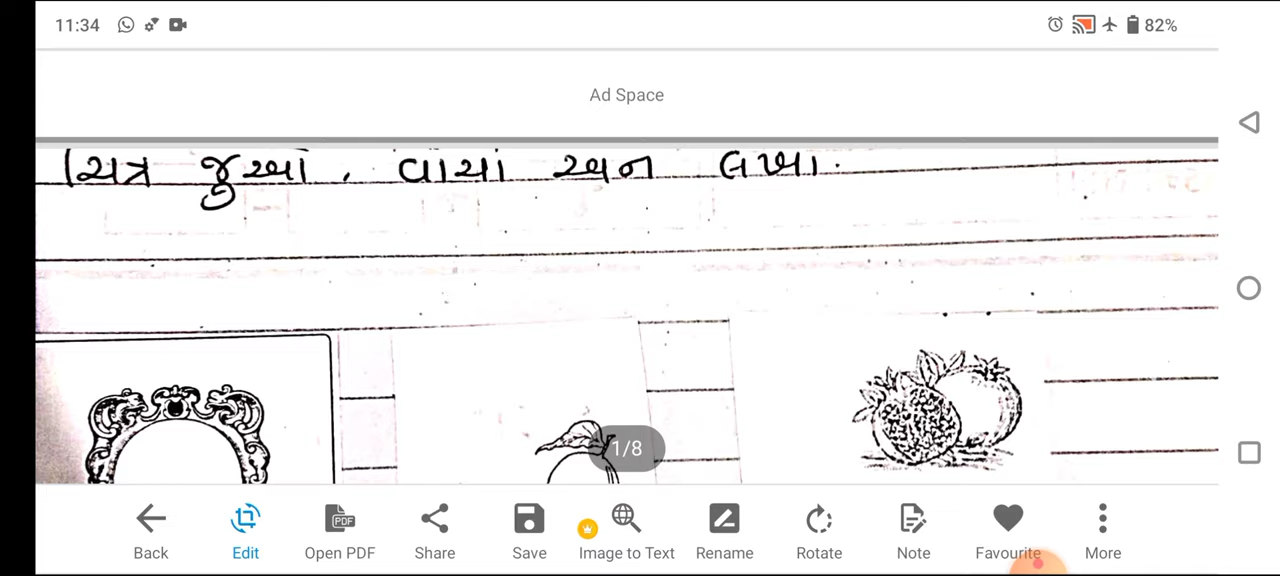 11:34 82%
Ad Space
ચિત્ર જુઓ, વાંચો અને લખો.
1/8
PDF
Back Edit Open PDF Share Save Image to Text Rename Rotate Note Favourite More